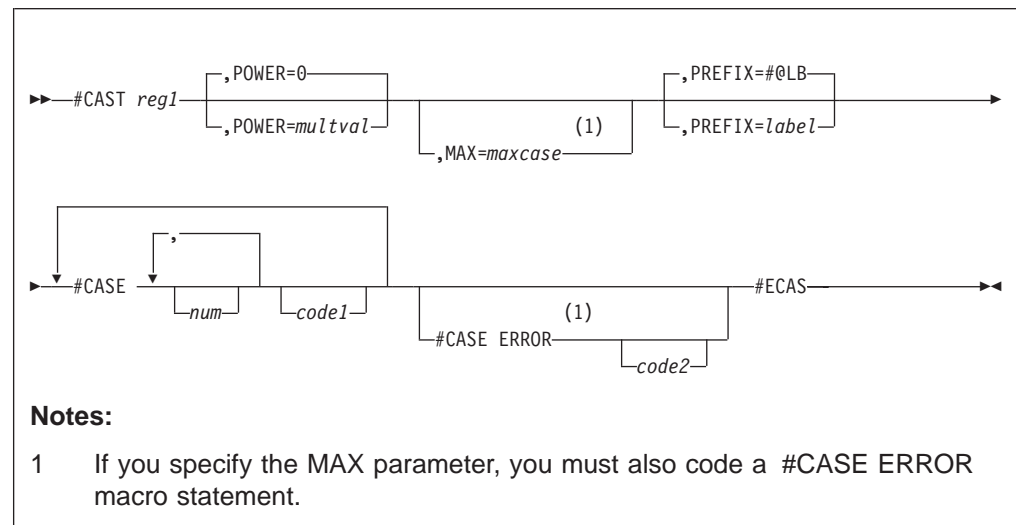 ,POWER=0 ,PREFIX=#@LB
#CAST reg1
,POWER=multval (1) ,PREFIX=label
,MAX=maxcase
,
#CASE #ECAS
num code1 (1)
#CASE ERROR
code2
Notes:
1 If you specify the MAX parameter, you must also code a #CASE ERROR
macro statement.